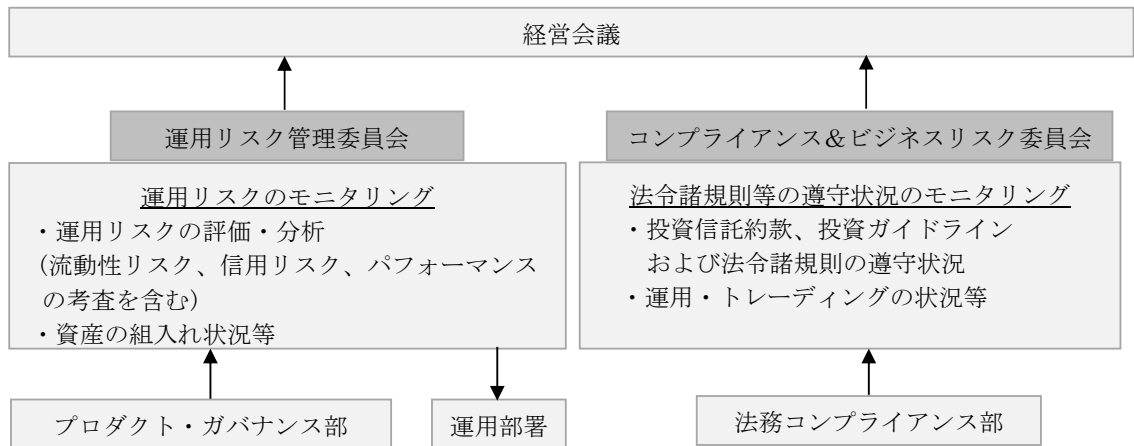 経営会議
運用リスク管理委員会
運用リスクのモニタリング
・運用リスクの評価・分析
(流動性リスク、信用リスク、パフォーマンス
の考査を含む)
・資産の組入れ状況等
プロダクト・ガバナンス部
運用部署
コンプライアンス＆ビジネスリスク委員会
法令諸規則等の遵守状況のモニタリング
・投資信託約款、投資ガイドライン
および法令諸規則の遵守状況
・運用・トレーディングの状況等
法務コンプライアンス部